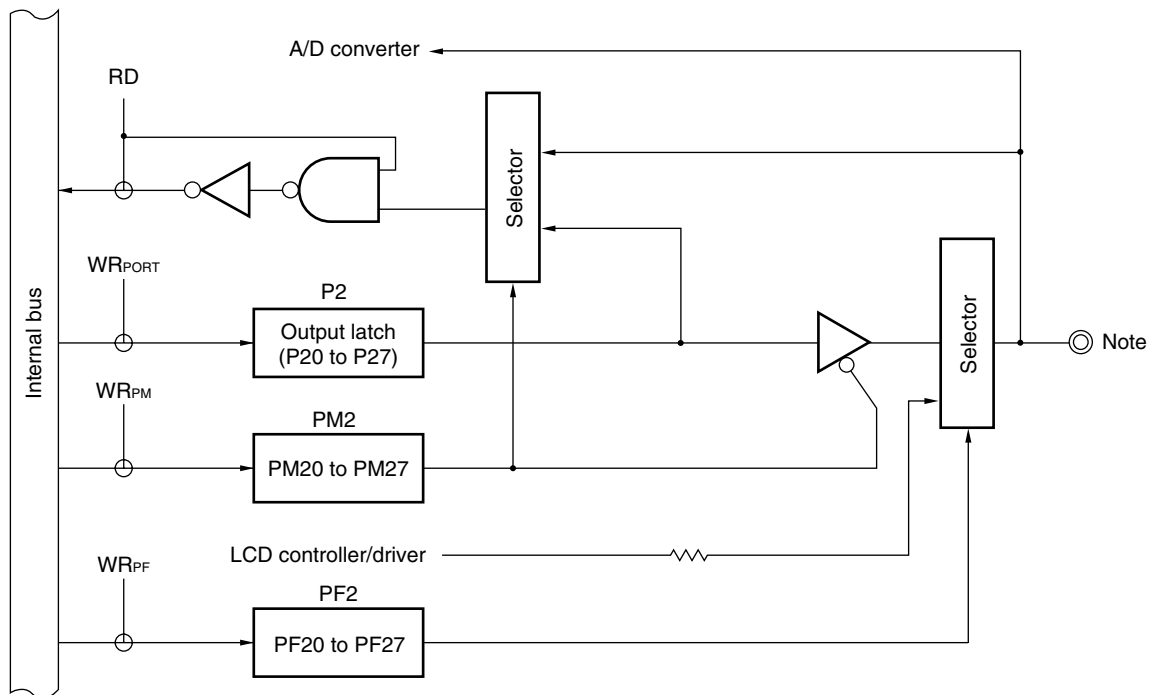 A/D converter
RD
Selector
WRPORT
P2
Output latch
(P20 to P27)
Selector
Note
Internal bus
WRPM
PM2
PM20 to PM27
LCD controller/driver
WRPF
PF2
PF20 to PF27